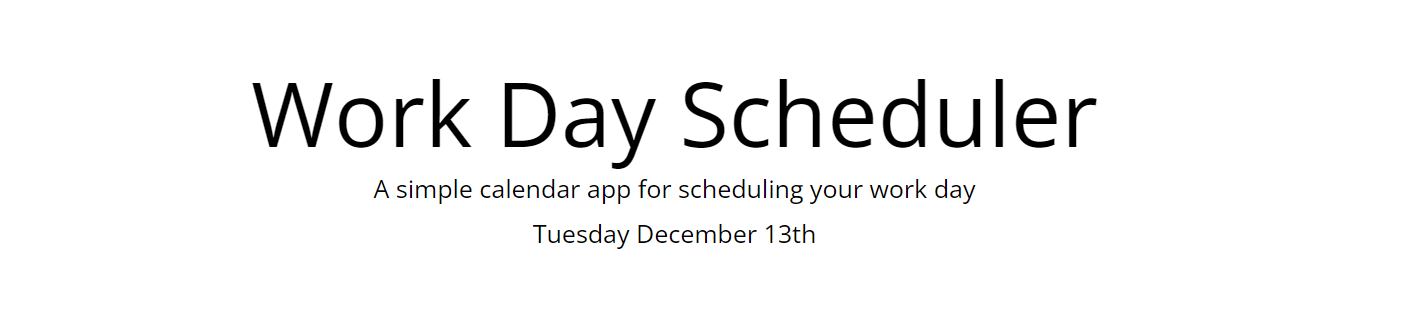 Work Day Scheduler
A simple calendar app for scheduling your work day
Tuesday December 13th